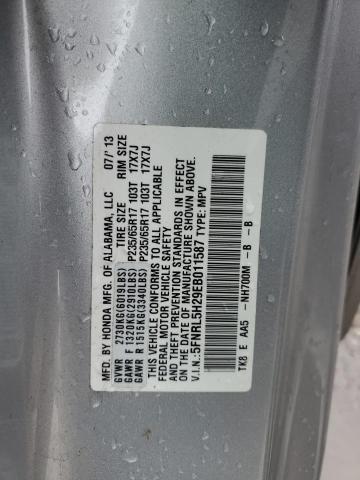 MFG. BY HONDA MFG. OF ALABAMA, LLC 07/'13
TIRE SIZE RIM SIZE
GVWR 2730KG(6019LBS)
GAWR F 1320KG(2910LBS) P235/65R17 103T 17X7J
GAWR R 1515KG(3340LBS) P235/65R17 103T 17X7J
THIS VEHICLE CONFORMS TO ALL APPLICABLE
FEDERAL MOTOR VEHICLE SAFETY
AND THEFT PREVENTION STANDARDS IN EFFECT
ON THE DATE OF MANUFACTURE SHOWN ABOVE.
V.I.N.: 5FNRL5H29EB011587 TYPE: MPV
TK8 E AA5 - NH700M - B - B